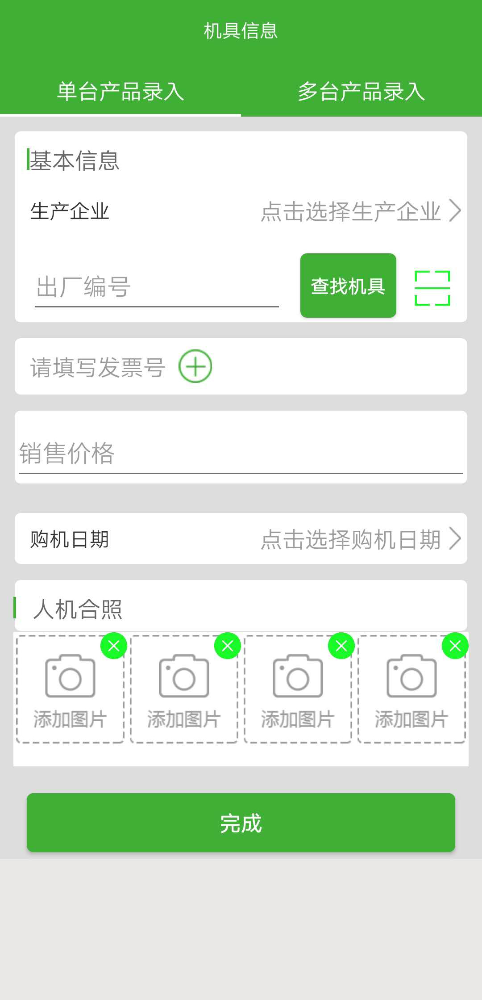 机具信息
单台产品录入 多台产品录入
基本信息
生产企业 点击选择生产企业
出厂编号 查找机具
请填写发票号
销售价格
购机日期 点击选择购机日期
人机合照
添加图片 添加图片 添加图片 添加图片
完成